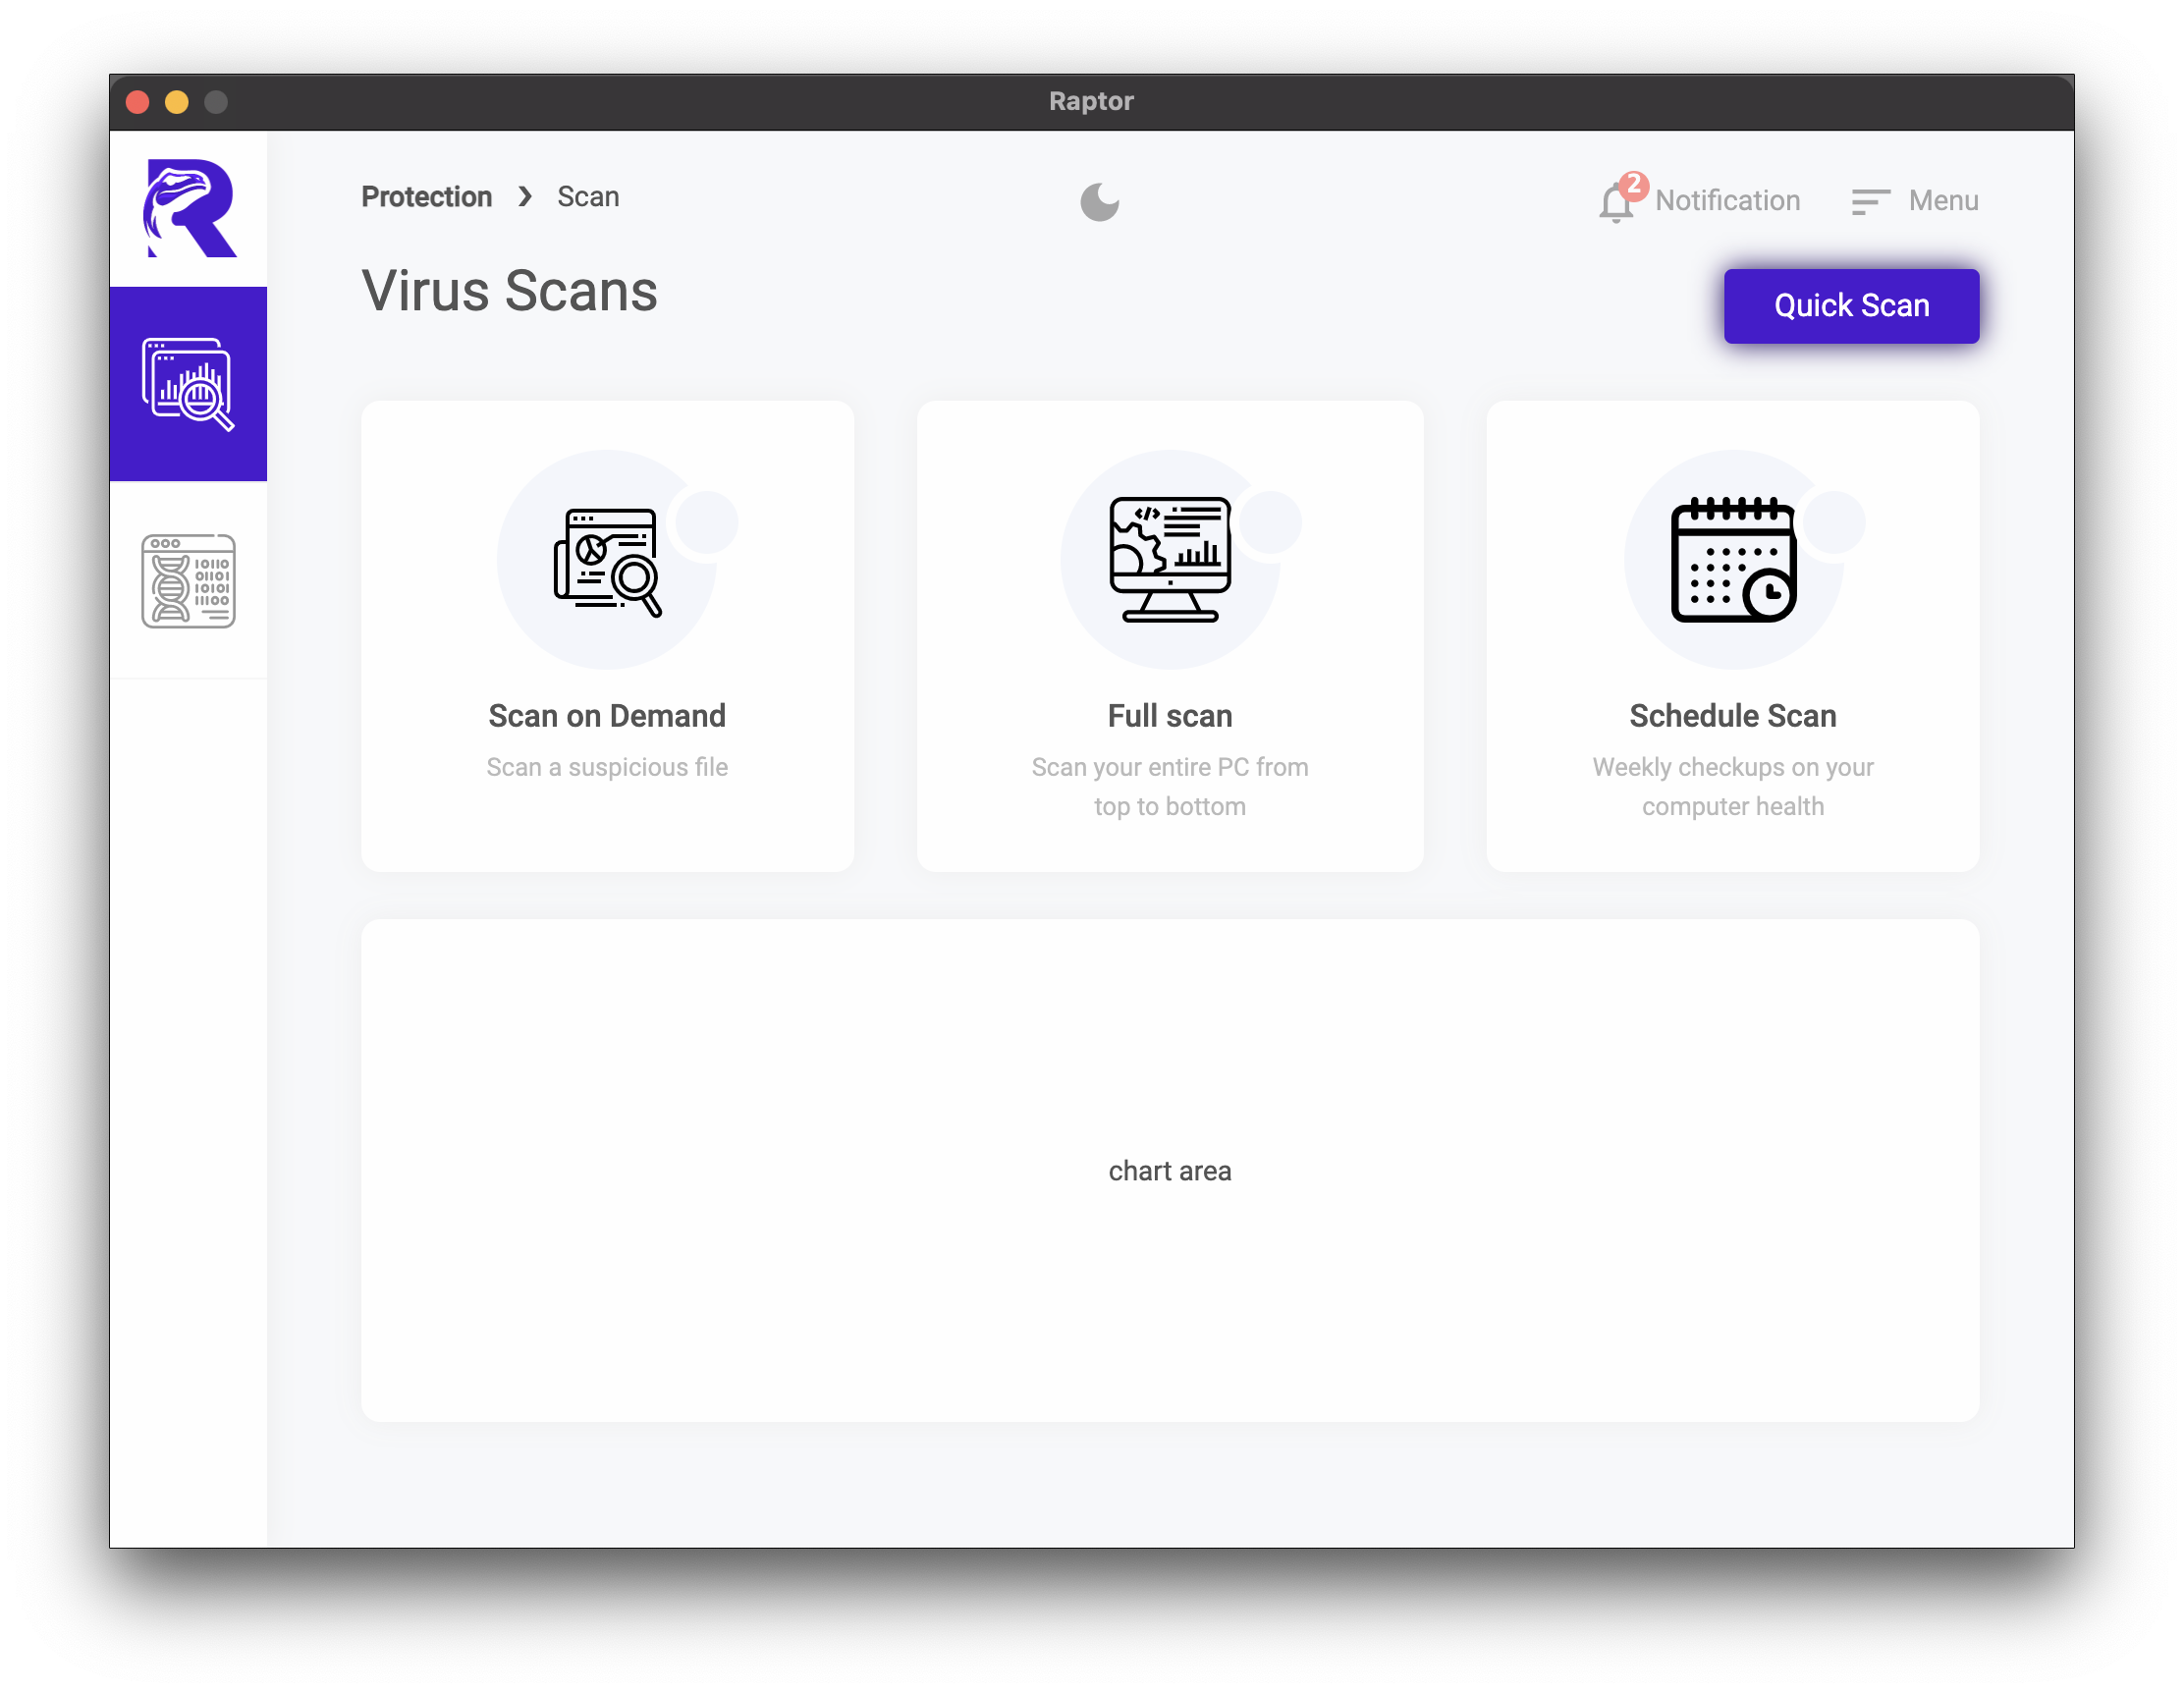 Raptor
Protection > Scan
2
Notification
Menu
Virus Scans
Quick Scan
Scan on Demand
Scan a suspicious file
Full scan
Scan your entire PC from
top to bottom
Schedule Scan
Weekly checkups on your
computer health
chart area